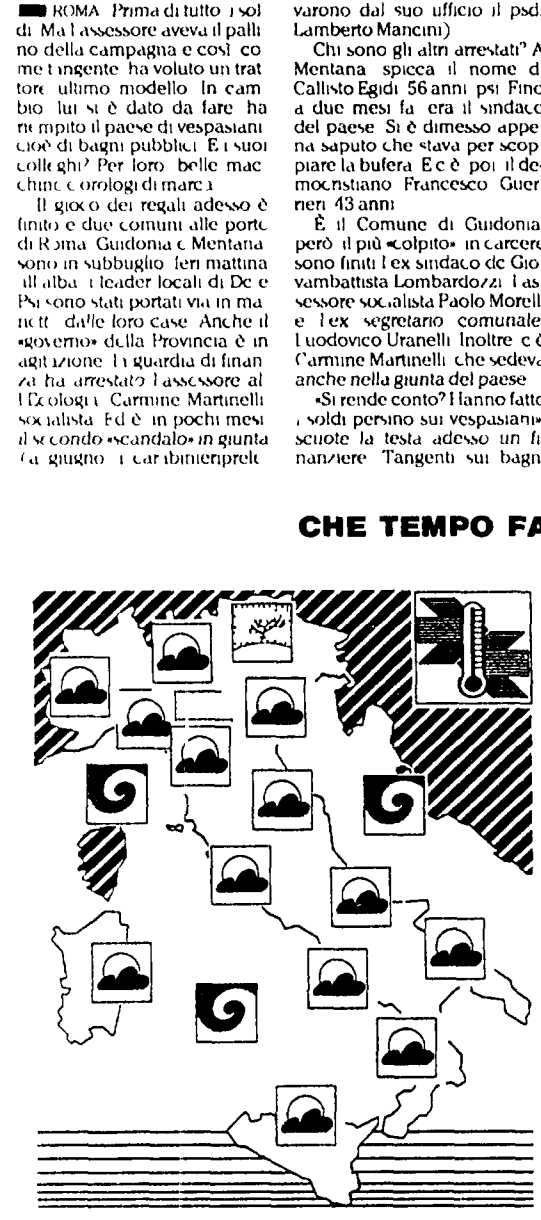 ROMA Prima di tutto i sol
di Ma l assessore aveva il palli
no della campagna e così co
me tangente ha voluto un trat
tore ultimo modello In cam
bio lui si è dato da fare ha
riempito il paese di vespasiani
cioè di bagni pubblici E i suoi
colleghi? Per loro belle mac
chine e orologi di marca
Il gioco dei regali adesso è
finito e due comuni alle porte
di Roma Guidonia e Mentana
sono in subbuglio Ieri mattina
all alba i leader locali di Dc e
Psi sono stati portati via in ma
nette dalle loro case Anche il
«governo» della Provincia è in
agitazione La guardia di finan
za ha arrestato l assessore al
l Ecologia Carmine Martinelli
socialista Ed è in pochi mesi
il secondo «scandalo» in giunta
(a giugno i carabinieri prele
varono dal suo ufficio il psd
Lamberto Mancini)
Chi sono gli altri arrestati? A
Mentana spicca il nome d
Callisto Egidi 56 anni psi Fino
a due mesi fa era il sindaco
del paese Si è dimesso appe
na saputo che stava per scop
piare la bufera E c è poi il de
mocristiano Francesco Guer
rieri 43 anni
È il Comune di Guidonia
però il più «colpito» in carcere
sono finiti l ex sindaco dc Gio
vambattista Lombardozzi l as
sessore socialista Paolo Morell
e l ex segretario comunale
Luodovico Uranelli Inoltre c è
Carmine Martinelli che sedeva
anche nella giunta del paese
«Si rende conto? Hanno fatto
i soldi persino sui vespasiani»
scuote la testa adesso un fi
nanziere Tangenti sui bagn
CHE TEMPO FA